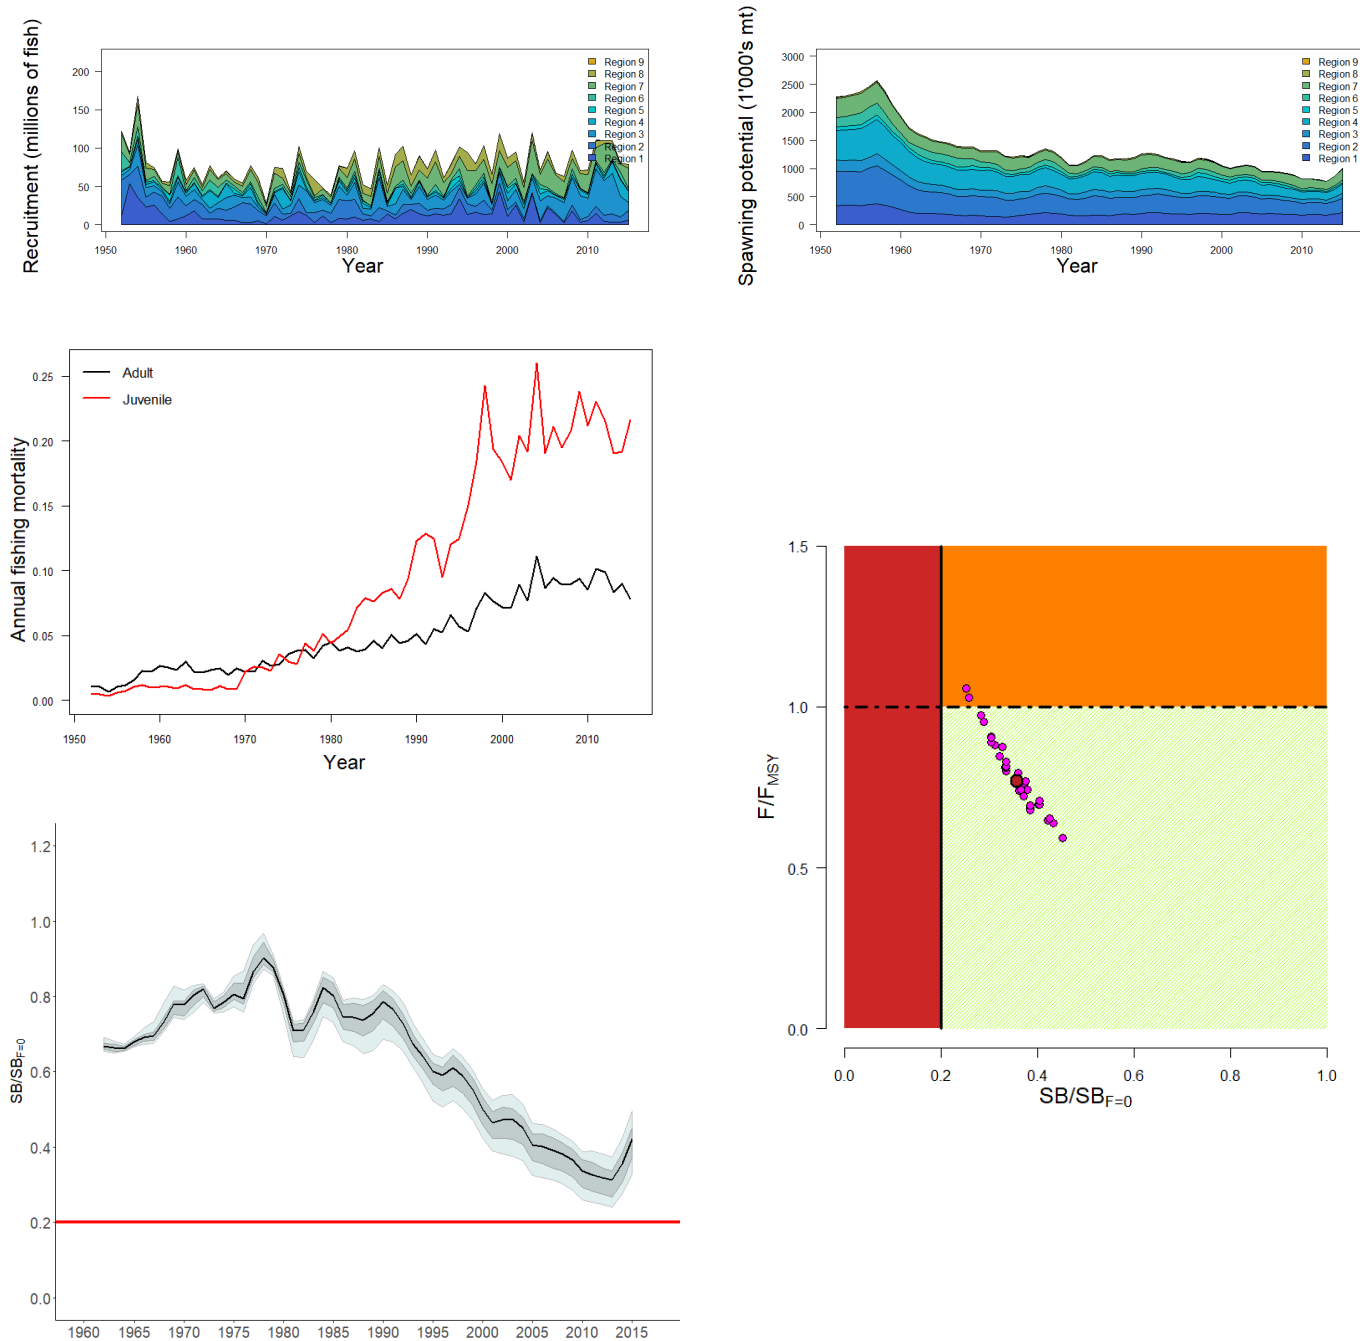 Recruitment (millions of fish)
200
150
100
50
0
1950 1960 1970 1980 1990 2000 2010
Year
Region 9
Region 8
Region 7
Region 6
Region 5
Region 4
Region 3
Region 2
Region 1
Spawning potential (1'000's mt)
3000
2500
2000
1500
1000
500
0
1950 1960 1970 1980 1990 2000 2010
Year
Region 9
Region 8
Region 7
Region 6
Region 5
Region 4
Region 3
Region 2
Region 1
Annual fishing mortality
0.25
0.20
0.15
0.10
0.05
0.00
1950 1960 1970 1980 1990 2000 2010
Year
Adult
Juvenile
F/FMSY
1.5
1.0
0.5
0.0
0.0 0.2 0.4 0.6 0.8 1.0
SB/SBF=0
SB/SBF=0
1.2
1.0
0.8
0.6
0.4
0.2
0.0
1960 1965 1970 1975 1980 1985 1990 1995 2000 2005 2010 2015